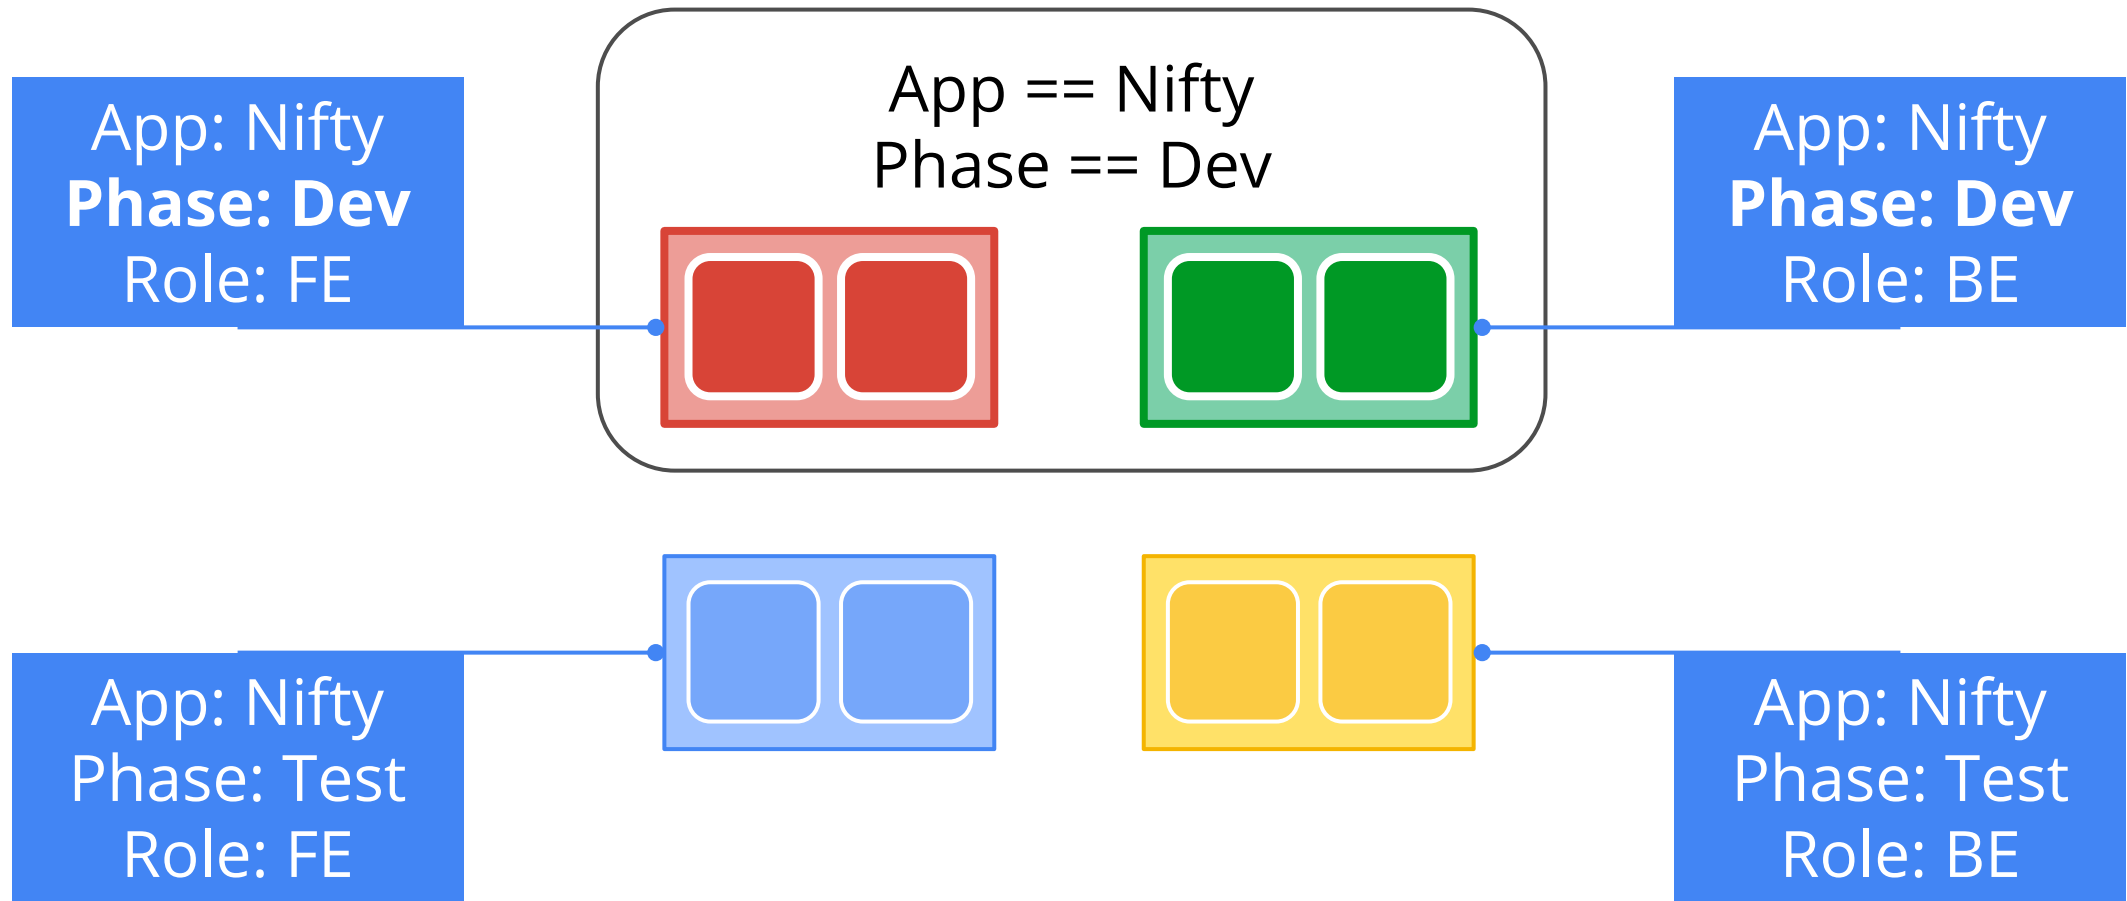 App == Nifty
Phase == Dev
App: Nifty
Phase: Dev
Role: FE
App: Nifty
Phase: Dev
Role: BE
App: Nifty
Phase: Test
Role: FE
App: Nifty
Phase: Test
Role: BE